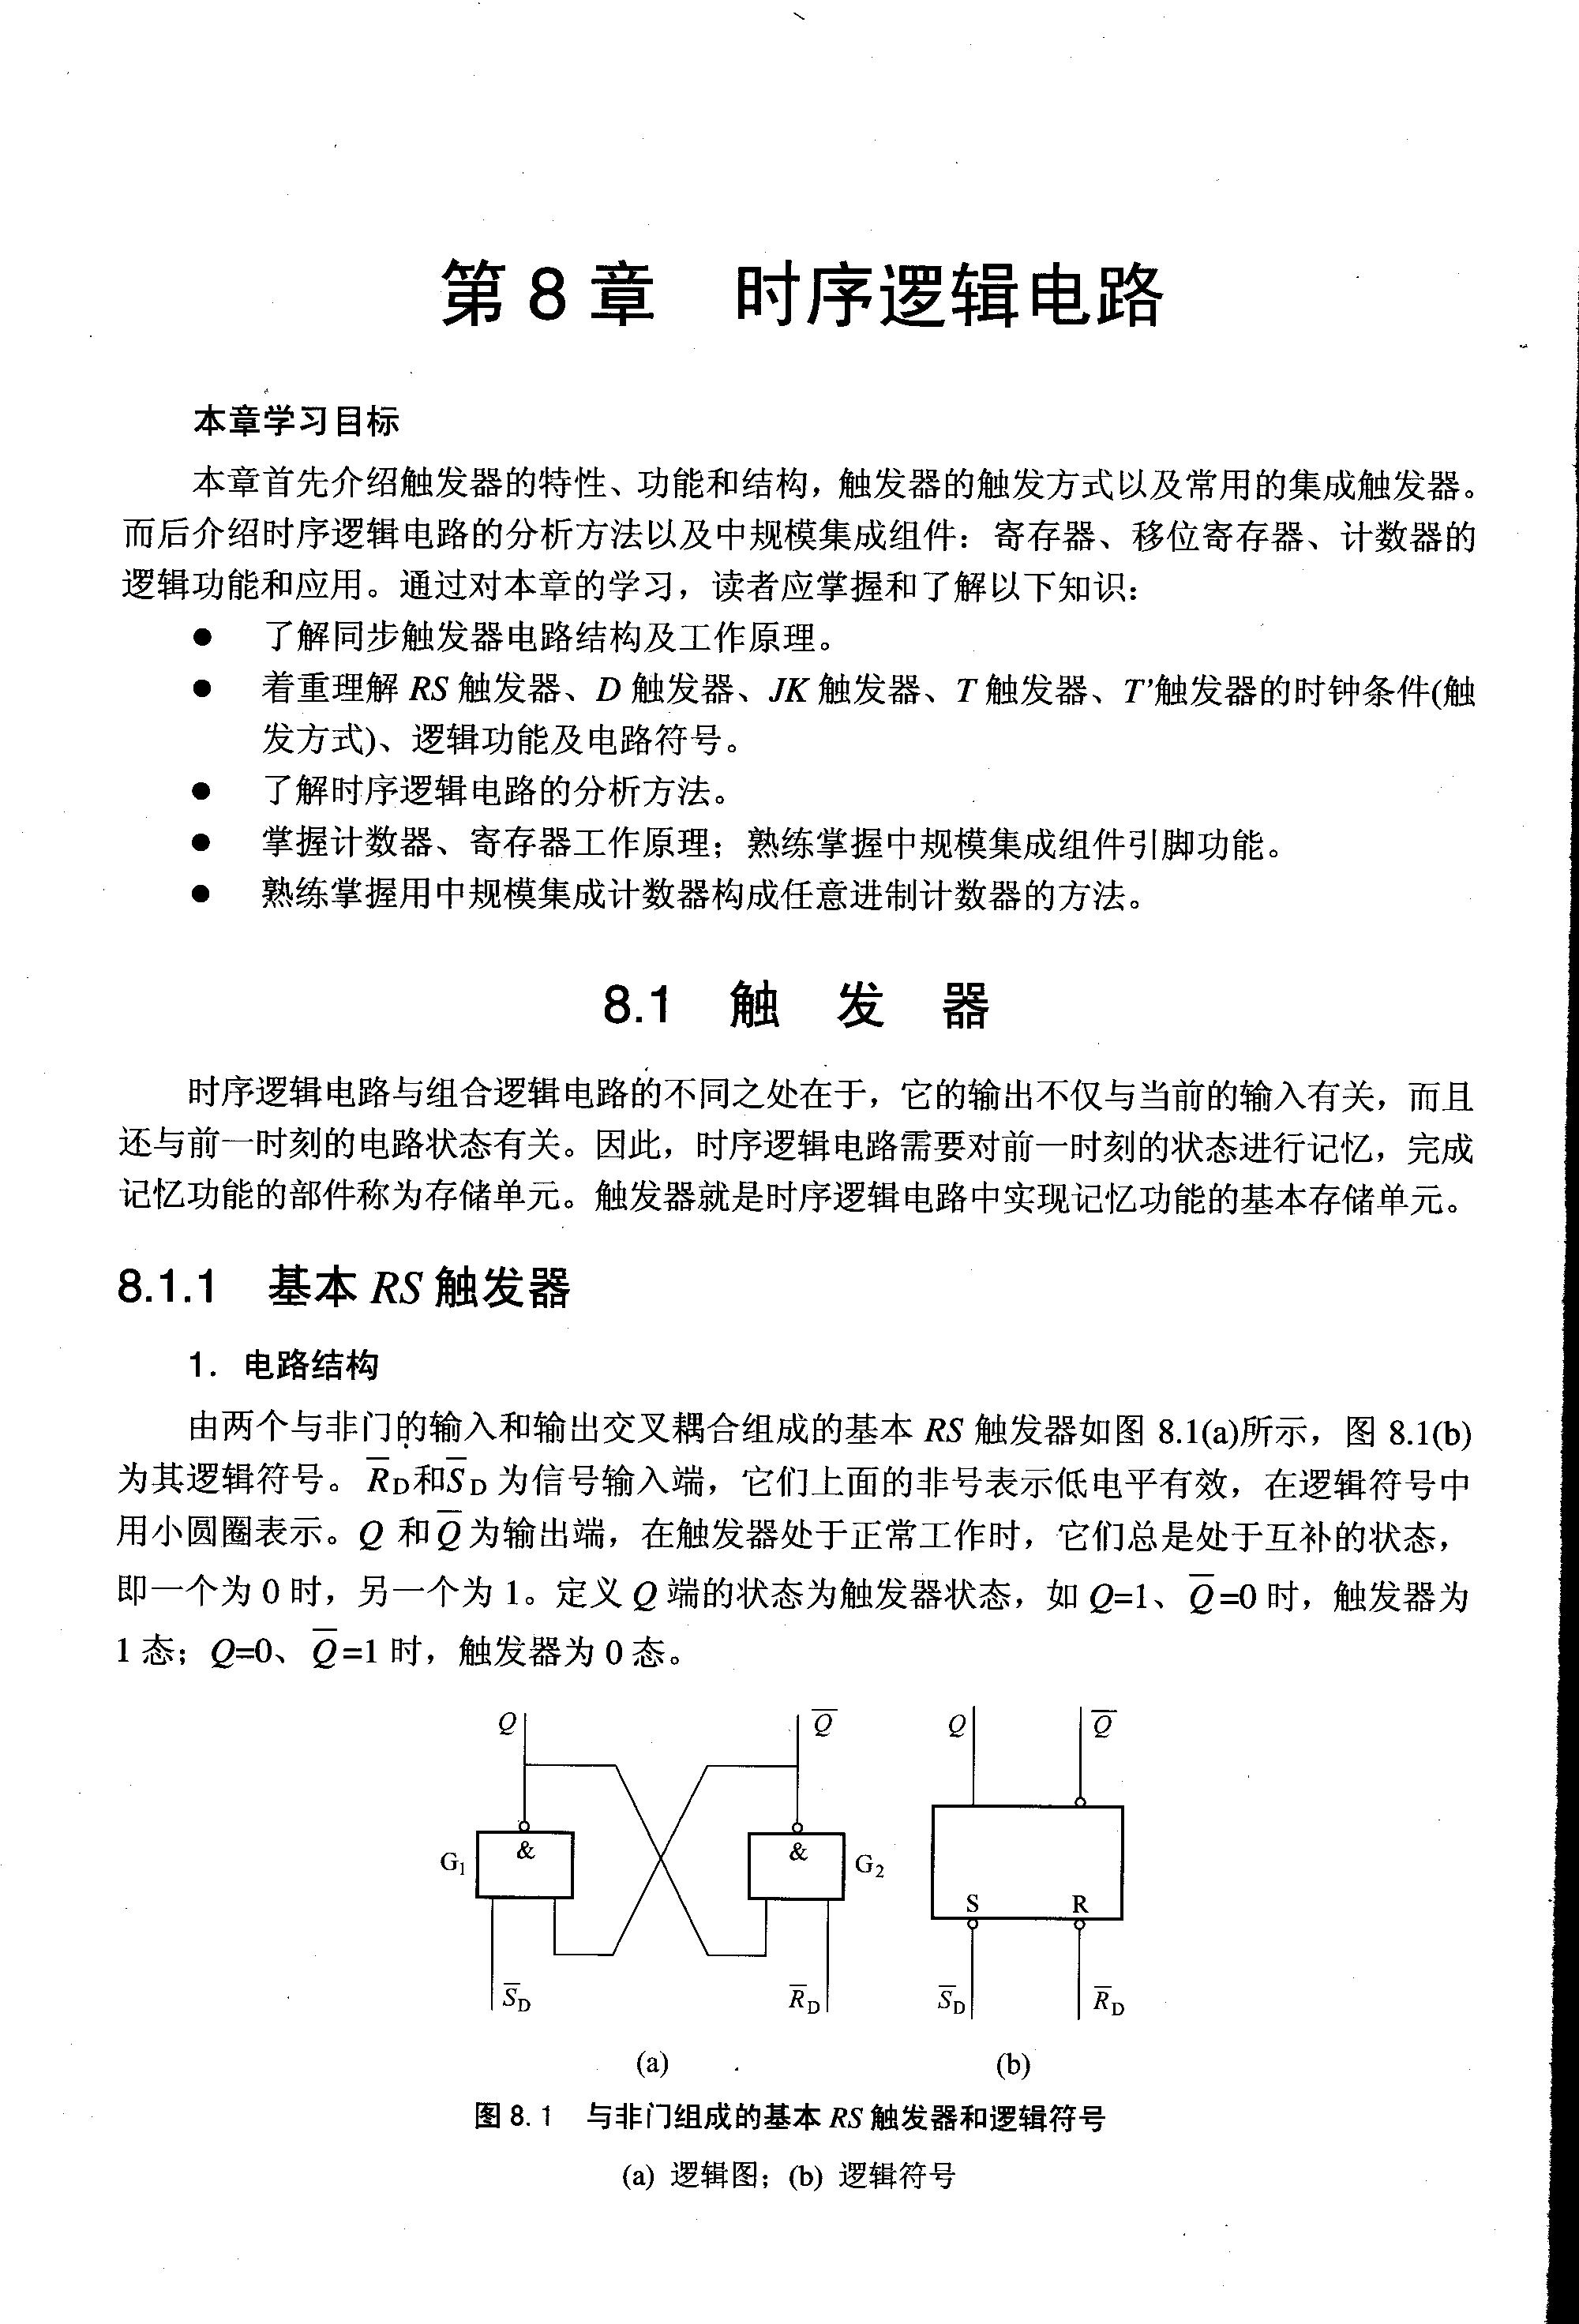 第8章　时序逻辑电路
本章学习目标
本章首先介绍触发器的特性、功能和结构，触发器的触发方式以及常用的集成触发器。
而后介绍时序逻辑电路的分析方法以及中规模集成组件：寄存器、移位寄存器、计数器的
逻辑功能和应用。通过对本章的学习，读者应掌握和了解以下知识：
● 了解同步触发器电路结构及工作原理。
● 着重理解 RS 触发器、D 触发器、JK 触发器、T 触发器、T'触发器的时钟条件(触
发方式)、逻辑功能及电路符号。
● 了解时序逻辑电路的分析方法。
● 掌握计数器、寄存器工作原理；熟练掌握中规模集成组件引脚功能。
● 熟练掌握用中规模集成计数器构成任意进制计数器的方法。
8.1　触　发　器
时序逻辑电路与组合逻辑电路的不同之处在于，它的输出不仅与当前的输入有关，而且
还与前一时刻的电路状态有关。因此，时序逻辑电路需要对前一时刻的状态进行记忆，完成
记忆功能的部件称为存储单元。触发器就是时序逻辑电路中实现记忆功能的基本存储单元。
8.1.1　基本 RS 触发器
1. 电路结构
由两个与非门的输入和输出交叉耦合组成的基本 RS 触发器如图 8.1(a)所示，图 8.1(b)
为其逻辑符号。R̅D和S̅D 为信号输入端，它们上面的非号表示低电平有效，在逻辑符号中
用小圆圈表示。Q 和Q̅为输出端，在触发器处于正常工作时，它们总是处于互补的状态，
即一个为 0 时，另一个为 1。定义 Q 端的状态为触发器状态，如 Q=1、Q̅=0 时，触发器为
1 态；Q=0、Q̅=1 时，触发器为 0 态。
Q Q̅ Q Q̅
G1 & & G2
S R
S̅D R̅D S̅D R̅D
(a) (b)
图 8.1　与非门组成的基本 RS 触发器和逻辑符号
(a) 逻辑图；(b) 逻辑符号